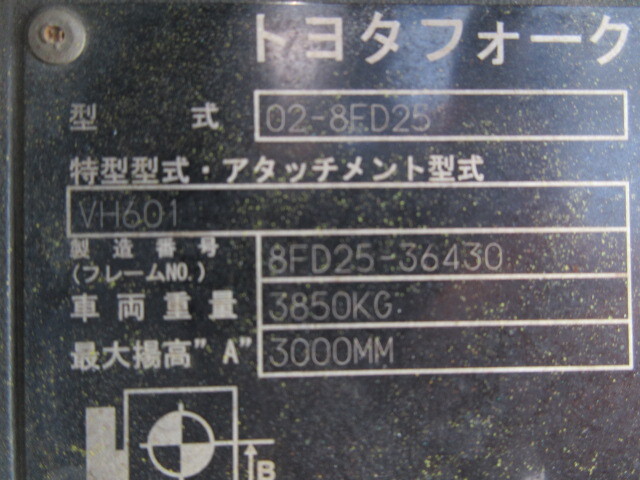 トヨタフォーク
型 式 02-8FD25
特型型式・アタッチメント型式
VH601
製造番号
(フレームNO.) 8FD25-36430
車両重量 3850KG
最大揚高”A” 3000MM
B